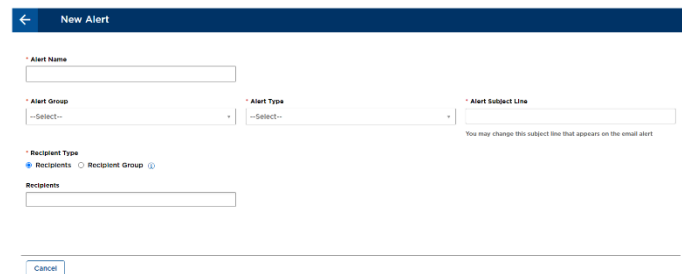 New Alert
* Alert Name
* Alert Group
* Alert Type
* Alert Subject Line
--Select--
--Select--
You may change this subject line that appears on the email alert
* Recipient Type
Recipients
Recipient Group
Recipients
Cancel